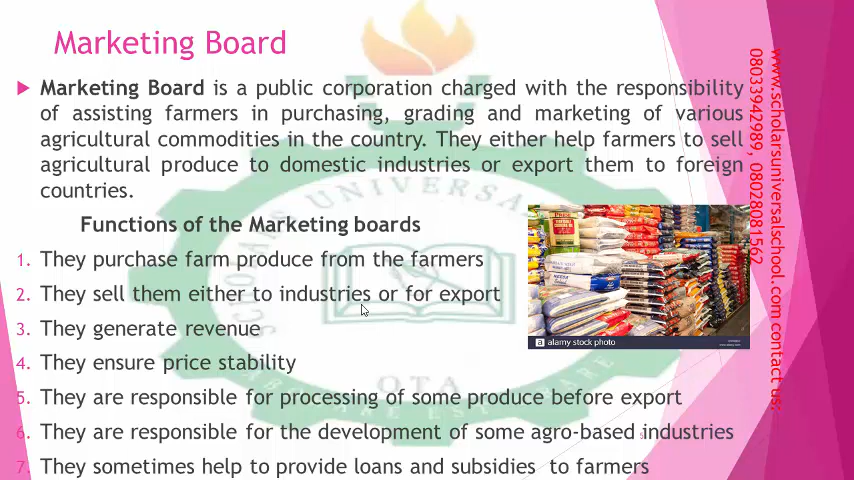 Marketing Board
Marketing Board is a public corporation charged with the responsibility
of assisting farmers in purchasing, grading and marketing of various
agricultural commodities in the country. They either help farmers to sell
agricultural produce to domestic industries or export them to foreign
countries.
Functions of the Marketing boards
1. They purchase farm produce from the farmers
2. They sell them either to industries or for export
3. They generate revenue
4. They ensure price stability
5. They are responsible for processing of some produce before export
6. They are responsible for the development of some agro-based industries
7. They sometimes help to provide loans and subsidies to farmers
www.scholarsuniversalschool.com contact us:
08033942989, 08028081562
a alamy stock photo
SCHOLARS UNIVERSAL
OTA